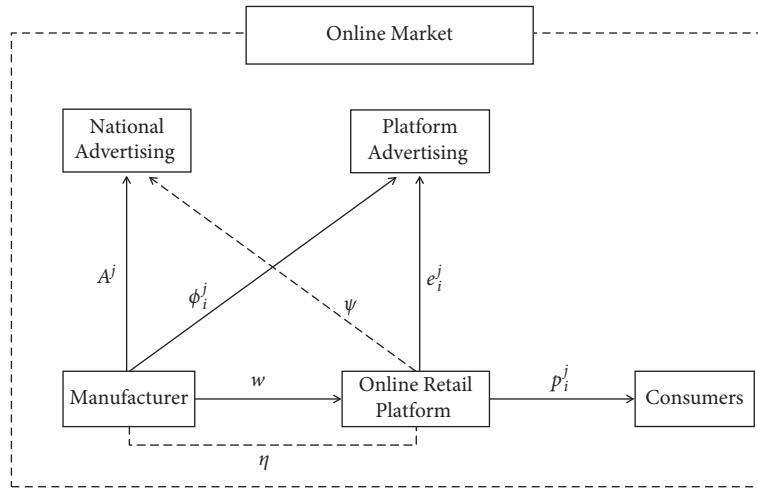 Online Market
National
Advertising
Platform
Advertising
A^j
ϕ_i^j
ψ
e_i^j
Manufacturer
w
Online Retail
Platform
p_i^j
Consumers
η